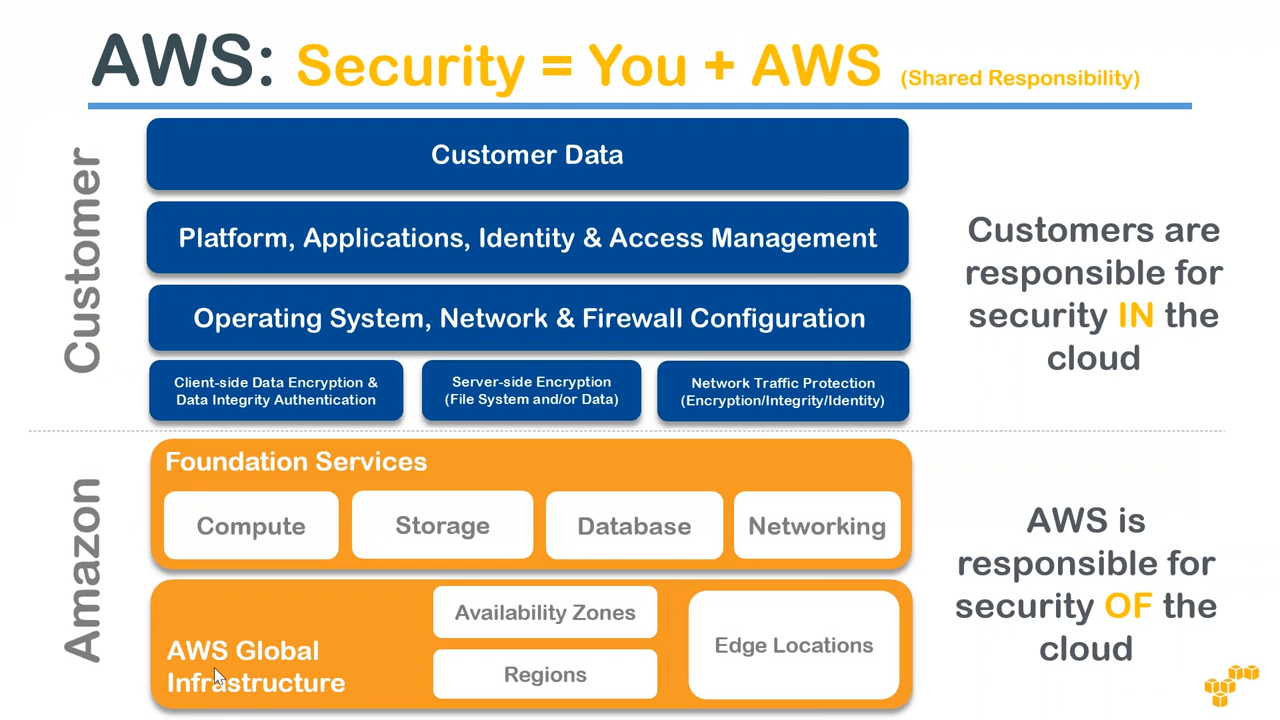 AWS: Security = You + AWS (Shared Responsibility)
Customer
Customer Data
Platform, Applications, Identity & Access Management
Operating System, Network & Firewall Configuration
Client-side Data Encryption &
Data Integrity Authentication
Server-side Encryption
(File System and/or Data)
Network Traffic Protection
(Encryption/Integrity/Identity)
Customers are
responsible for
security IN the
cloud
Amazon
Foundation Services
Compute
Storage
Database
Networking
AWS Global
Infrastructure
Availability Zones
Regions
Edge Locations
AWS is
responsible for
security OF the
cloud